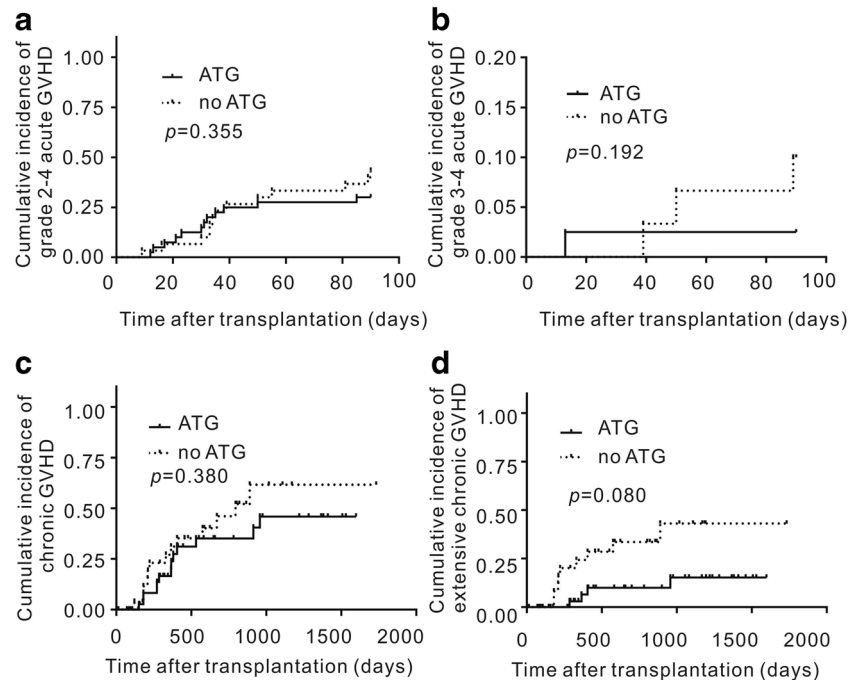 a
Cumulative incidence of
grade 2-4 acute GVHD
1.00
0.75
0.50
0.25
0.00
ATG
no ATG
p=0.355
0 20 40 60 80 100
Time after transplantation (days)
b
Cumulative incidence of
grade 3-4 acute GVHD
0.20
0.15
0.10
0.05
0.00
ATG
no ATG
p=0.192
0 20 40 60 80 100
Time after transplantation (days)
c
Cumulative incidence of
chronic GVHD
1.00
0.75
0.50
0.25
0.00
ATG
no ATG
p=0.380
0 500 1000 1500 2000
Time after transplantation (days)
d
Cumulative incidence of
extensive chronic GVHD
1.00
0.75
0.50
0.25
0.00
ATG
no ATG
p=0.080
0 500 1000 1500 2000
Time after transplantation (days)